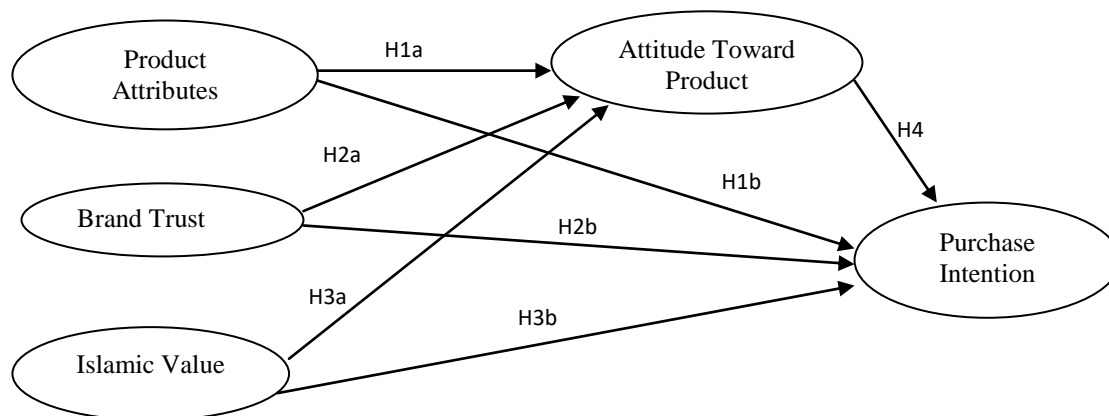 Product
Attributes
H1a
Attitude Toward
Product
H4
H2a
H1b
Brand Trust
H2b
Purchase
Intention
H3a
H3b
Islamic Value